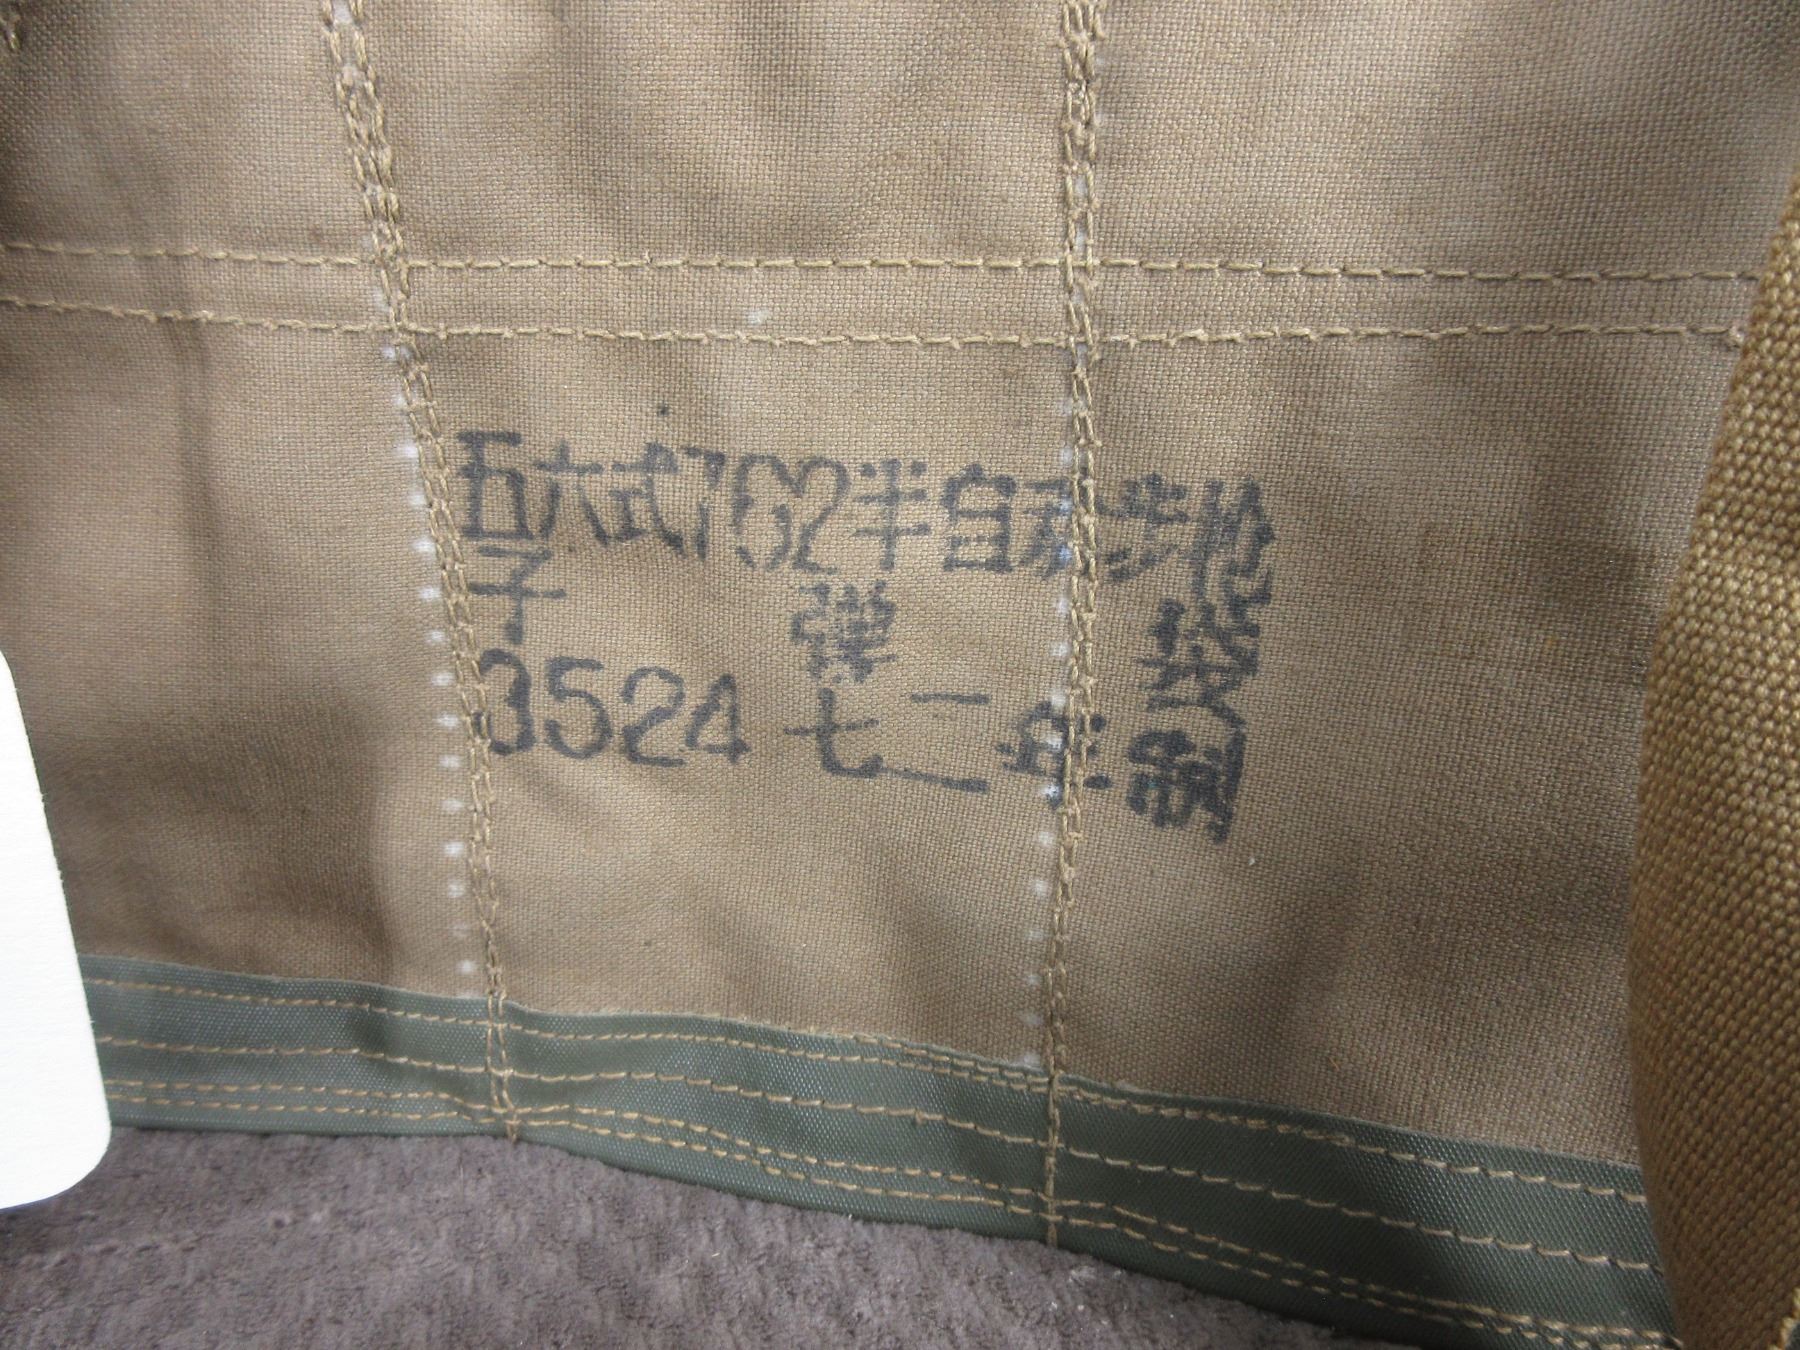 五六式762半自动步枪
子 弹 袋
3524 七二年制